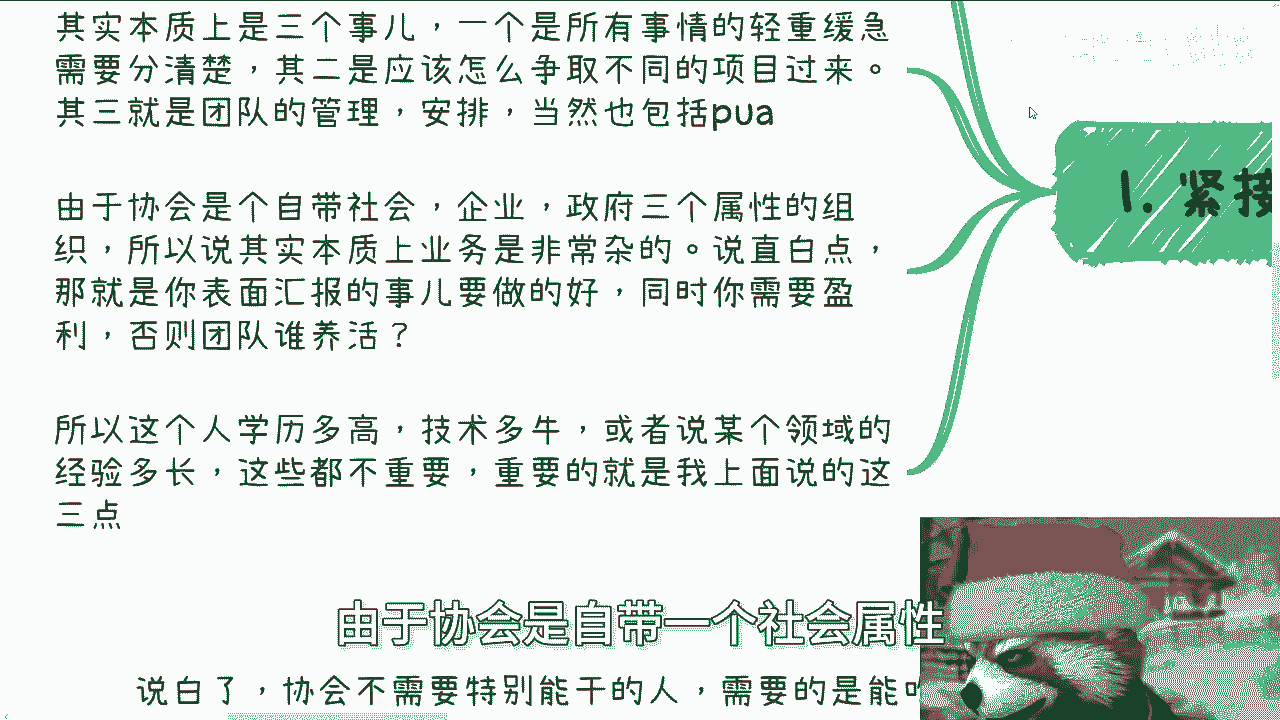 其实本质上是三个事儿，一个是所有事情的轻重缓急
需要分清楚，其二是应该怎么争取不同的项目过来。
其三就是团队的管理，安排，当然也包括pua
由于协会是个自带社会，企业，政府三个属性的组
织，所以说其实本质上业务是非常杂的。说直白点，
那就是你表面汇报的事儿要做的好，同时你需要盈
利，否则团队谁养活？
所以这个人学历多高，技术多牛，或者说某个领域的
经验多长，这些都不重要，重要的就是我上面说的这
三点
1. 紧接
由于协会是自带一个社会属性
说白了，协会不需要特别能干的人，需要的是能